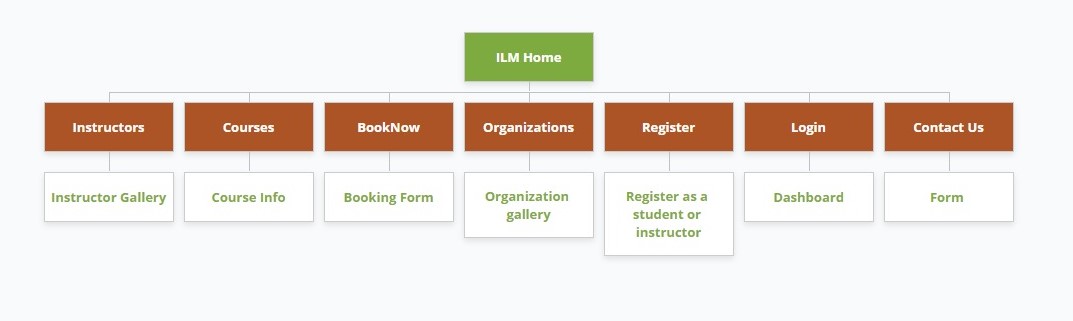 ILM Home
Instructors
Courses
BookNow
Organizations
Register
Login
Contact Us
Instructor Gallery
Course Info
Booking Form
Organization
gallery
Register as a
student or
instructor
Dashboard
Form